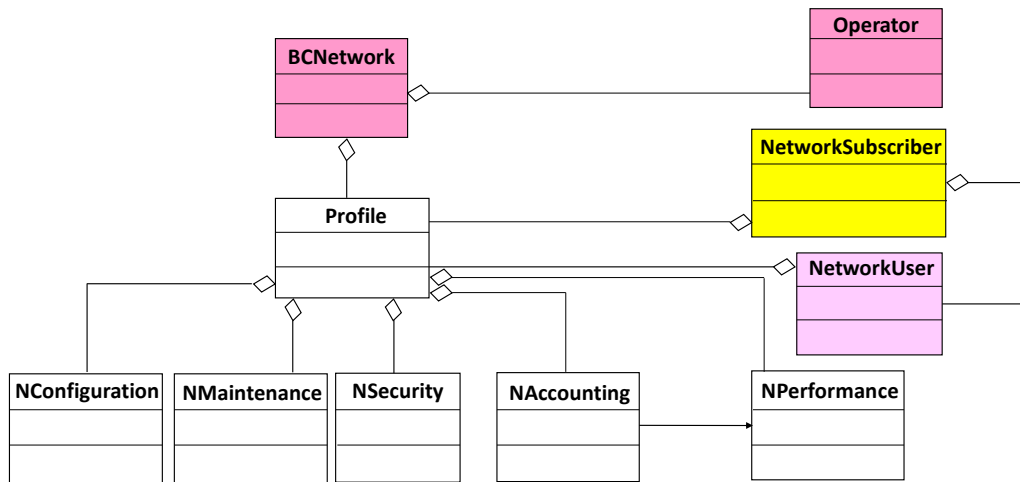 Operator
BCNetwork
NetworkSubscriber
Profile
NetworkUser
NConfiguration
NMaintenance
NSecurity
NAccounting
NPerformance